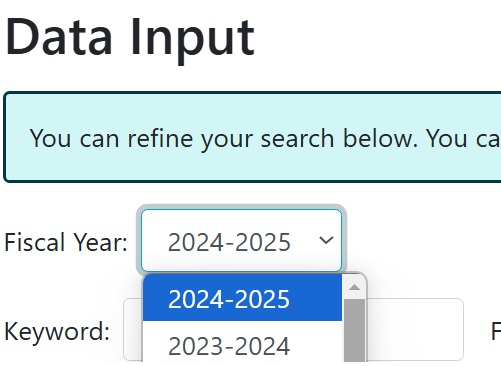 Data Input
You can refine your search below. You ca
Fiscal Year:
2024-2025
2024-2025
Keyword:
F
2023-2024